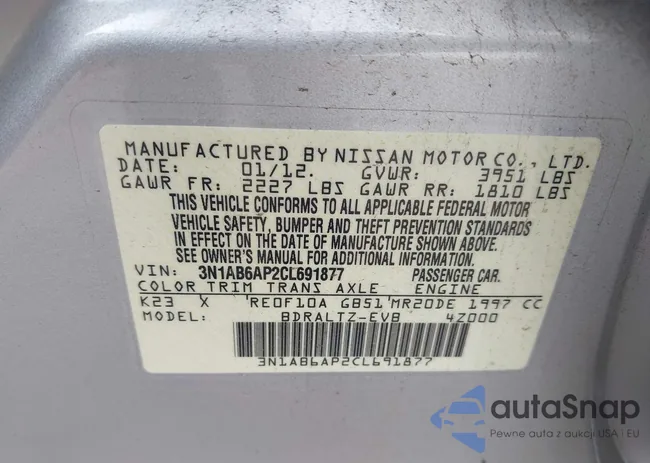 MANUFACTURED BY NISSAN MOTOR CO., LTD.
DATE: 01/12. GVWR: 3951 LBS
GAWR FR: 2227 LBS GAWR RR: 1810 LBS
THIS VEHICLE CONFORMS TO ALL APPLICABLE FEDERAL MOTOR
VEHICLE SAFETY, BUMPER AND THEFT PREVENTION STANDARDS
IN EFFECT ON THE DATE OF MANUFACTURE SHOWN ABOVE.
SEE OWNER'S MANUAL FOR ADDITIONAL INFORMATION.
VIN: 3N1AB6AP2CL691877 PASSENGER CAR.
COLOR TRIM TRANS AXLE ENGINE
K23 X RE0F10A GB51 MR20DE 1997 CC
MODEL: BDRALTZ-EVB 4Z000
3N1AB6AP2CL691877
autaSnap
Pewne auta z aukcji USA i EU